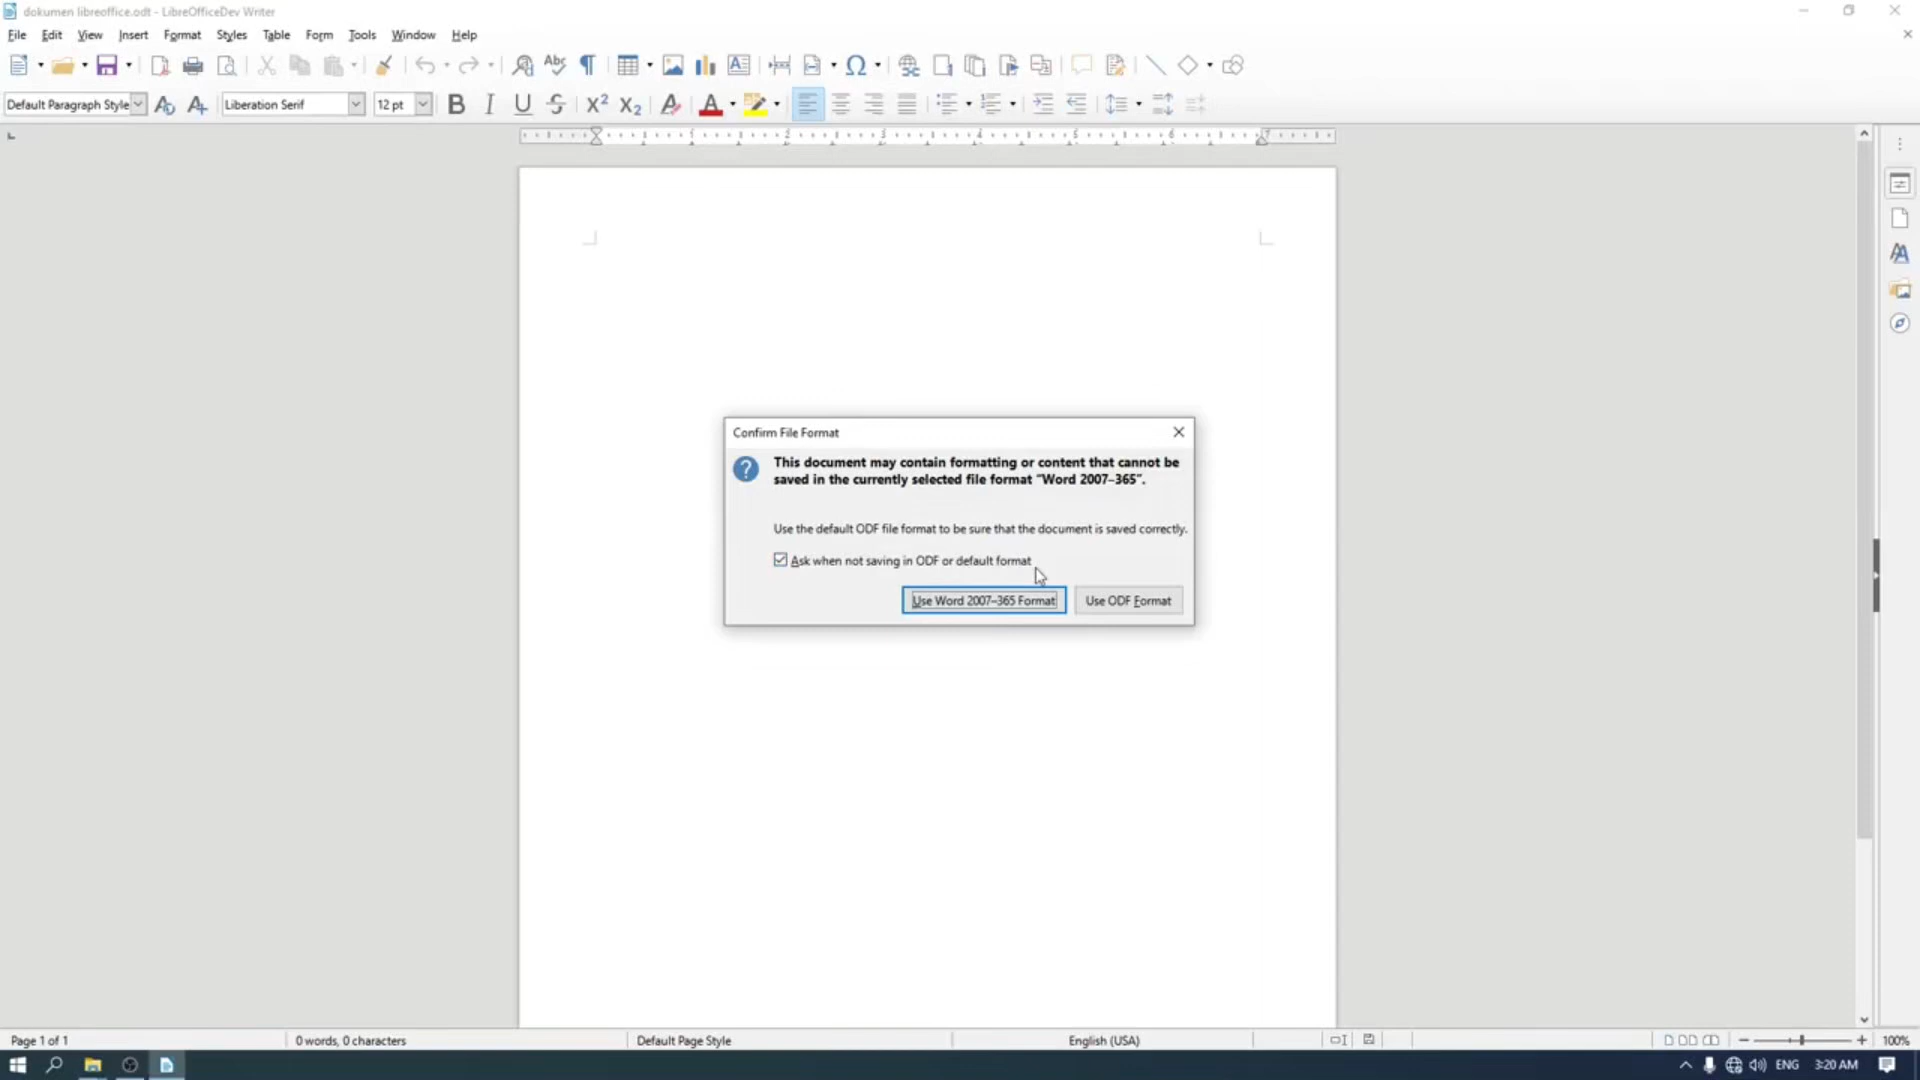 dokumen libreoffice.odt - LibreOfficeDev Writer
File Edit View Insert Format Styles Table Form Tools Window Help
Default Paragraph Style Liberation Serif 12 pt
Confirm File Format
This document may contain formatting or content that cannot be
saved in the currently selected file format "Word 2007–365".
Use the default ODF file format to be sure that the document is saved correctly.
Ask when not saving in ODF or default format
Use Word 2007–365 Format Use ODF Format
Page 1 of 1 0 words, 0 characters Default Page Style English (USA) 100%
ENG 3:20 AM